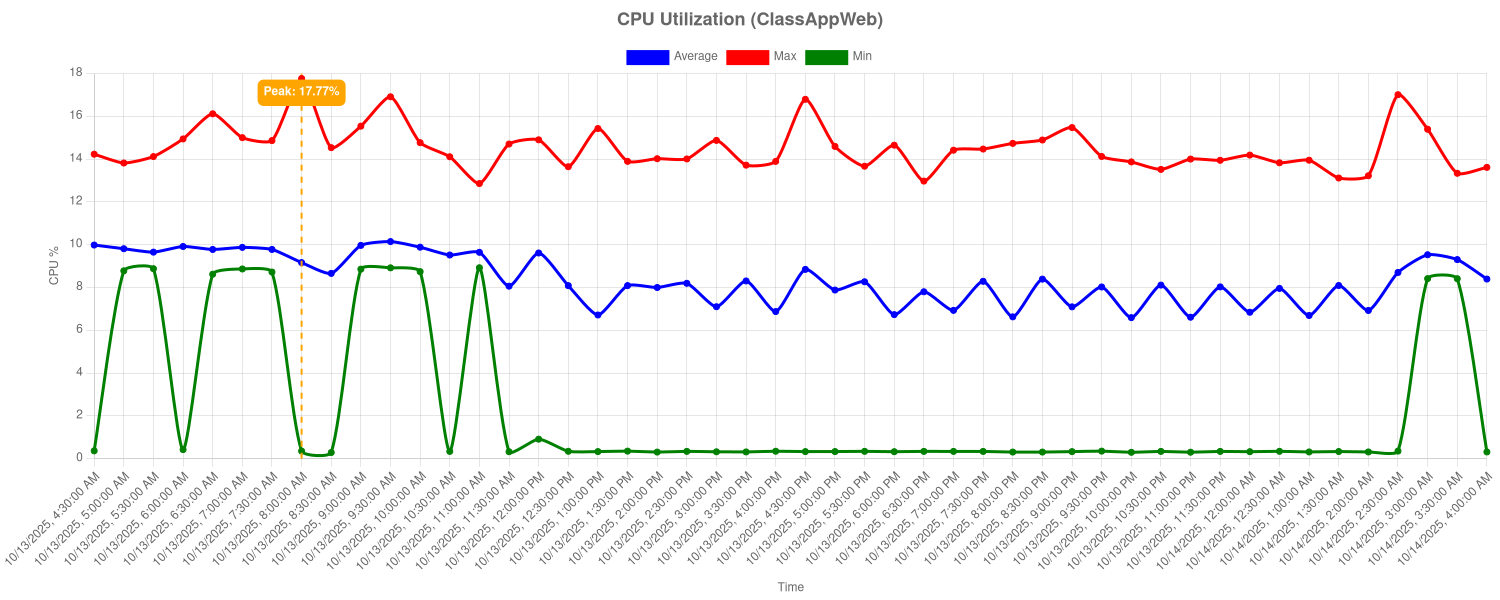 CPU Utilization (ClassAppWeb)
Average Max Min
Peak: 17.77%
18
16
14
12
10
8
6
4
2
0
CPU %
10/13/2025, 4:30:00 AM
10/13/2025, 5:00:00 AM
10/13/2025, 5:30:00 AM
10/13/2025, 6:00:00 AM
10/13/2025, 6:30:00 AM
10/13/2025, 7:00:00 AM
10/13/2025, 7:30:00 AM
10/13/2025, 8:00:00 AM
10/13/2025, 8:30:00 AM
10/13/2025, 9:00:00 AM
10/13/2025, 9:30:00 AM
10/13/2025, 10:00:00 AM
10/13/2025, 10:30:00 AM
10/13/2025, 11:00:00 AM
10/13/2025, 11:30:00 AM
10/13/2025, 12:00:00 PM
10/13/2025, 12:30:00 PM
10/13/2025, 1:00:00 PM
10/13/2025, 1:30:00 PM
10/13/2025, 2:00:00 PM
10/13/2025, 2:30:00 PM
10/13/2025, 3:00:00 PM
10/13/2025, 3:30:00 PM
10/13/2025, 4:00:00 PM
10/13/2025, 4:30:00 PM
10/13/2025, 5:00:00 PM
10/13/2025, 5:30:00 PM
10/13/2025, 6:00:00 PM
10/13/2025, 6:30:00 PM
10/13/2025, 7:00:00 PM
10/13/2025, 7:30:00 PM
10/13/2025, 8:00:00 PM
10/13/2025, 8:30:00 PM
10/13/2025, 9:00:00 PM
10/13/2025, 9:30:00 PM
10/13/2025, 10:00:00 PM
10/13/2025, 10:30:00 PM
10/13/2025, 11:00:00 PM
10/13/2025, 11:30:00 PM
10/14/2025, 12:00:00 AM
10/14/2025, 12:30:00 AM
10/14/2025, 1:00:00 AM
10/14/2025, 1:30:00 AM
10/14/2025, 2:00:00 AM
10/14/2025, 2:30:00 AM
10/14/2025, 3:00:00 AM
10/14/2025, 3:30:00 AM
10/14/2025, 4:00:00 AM
Time